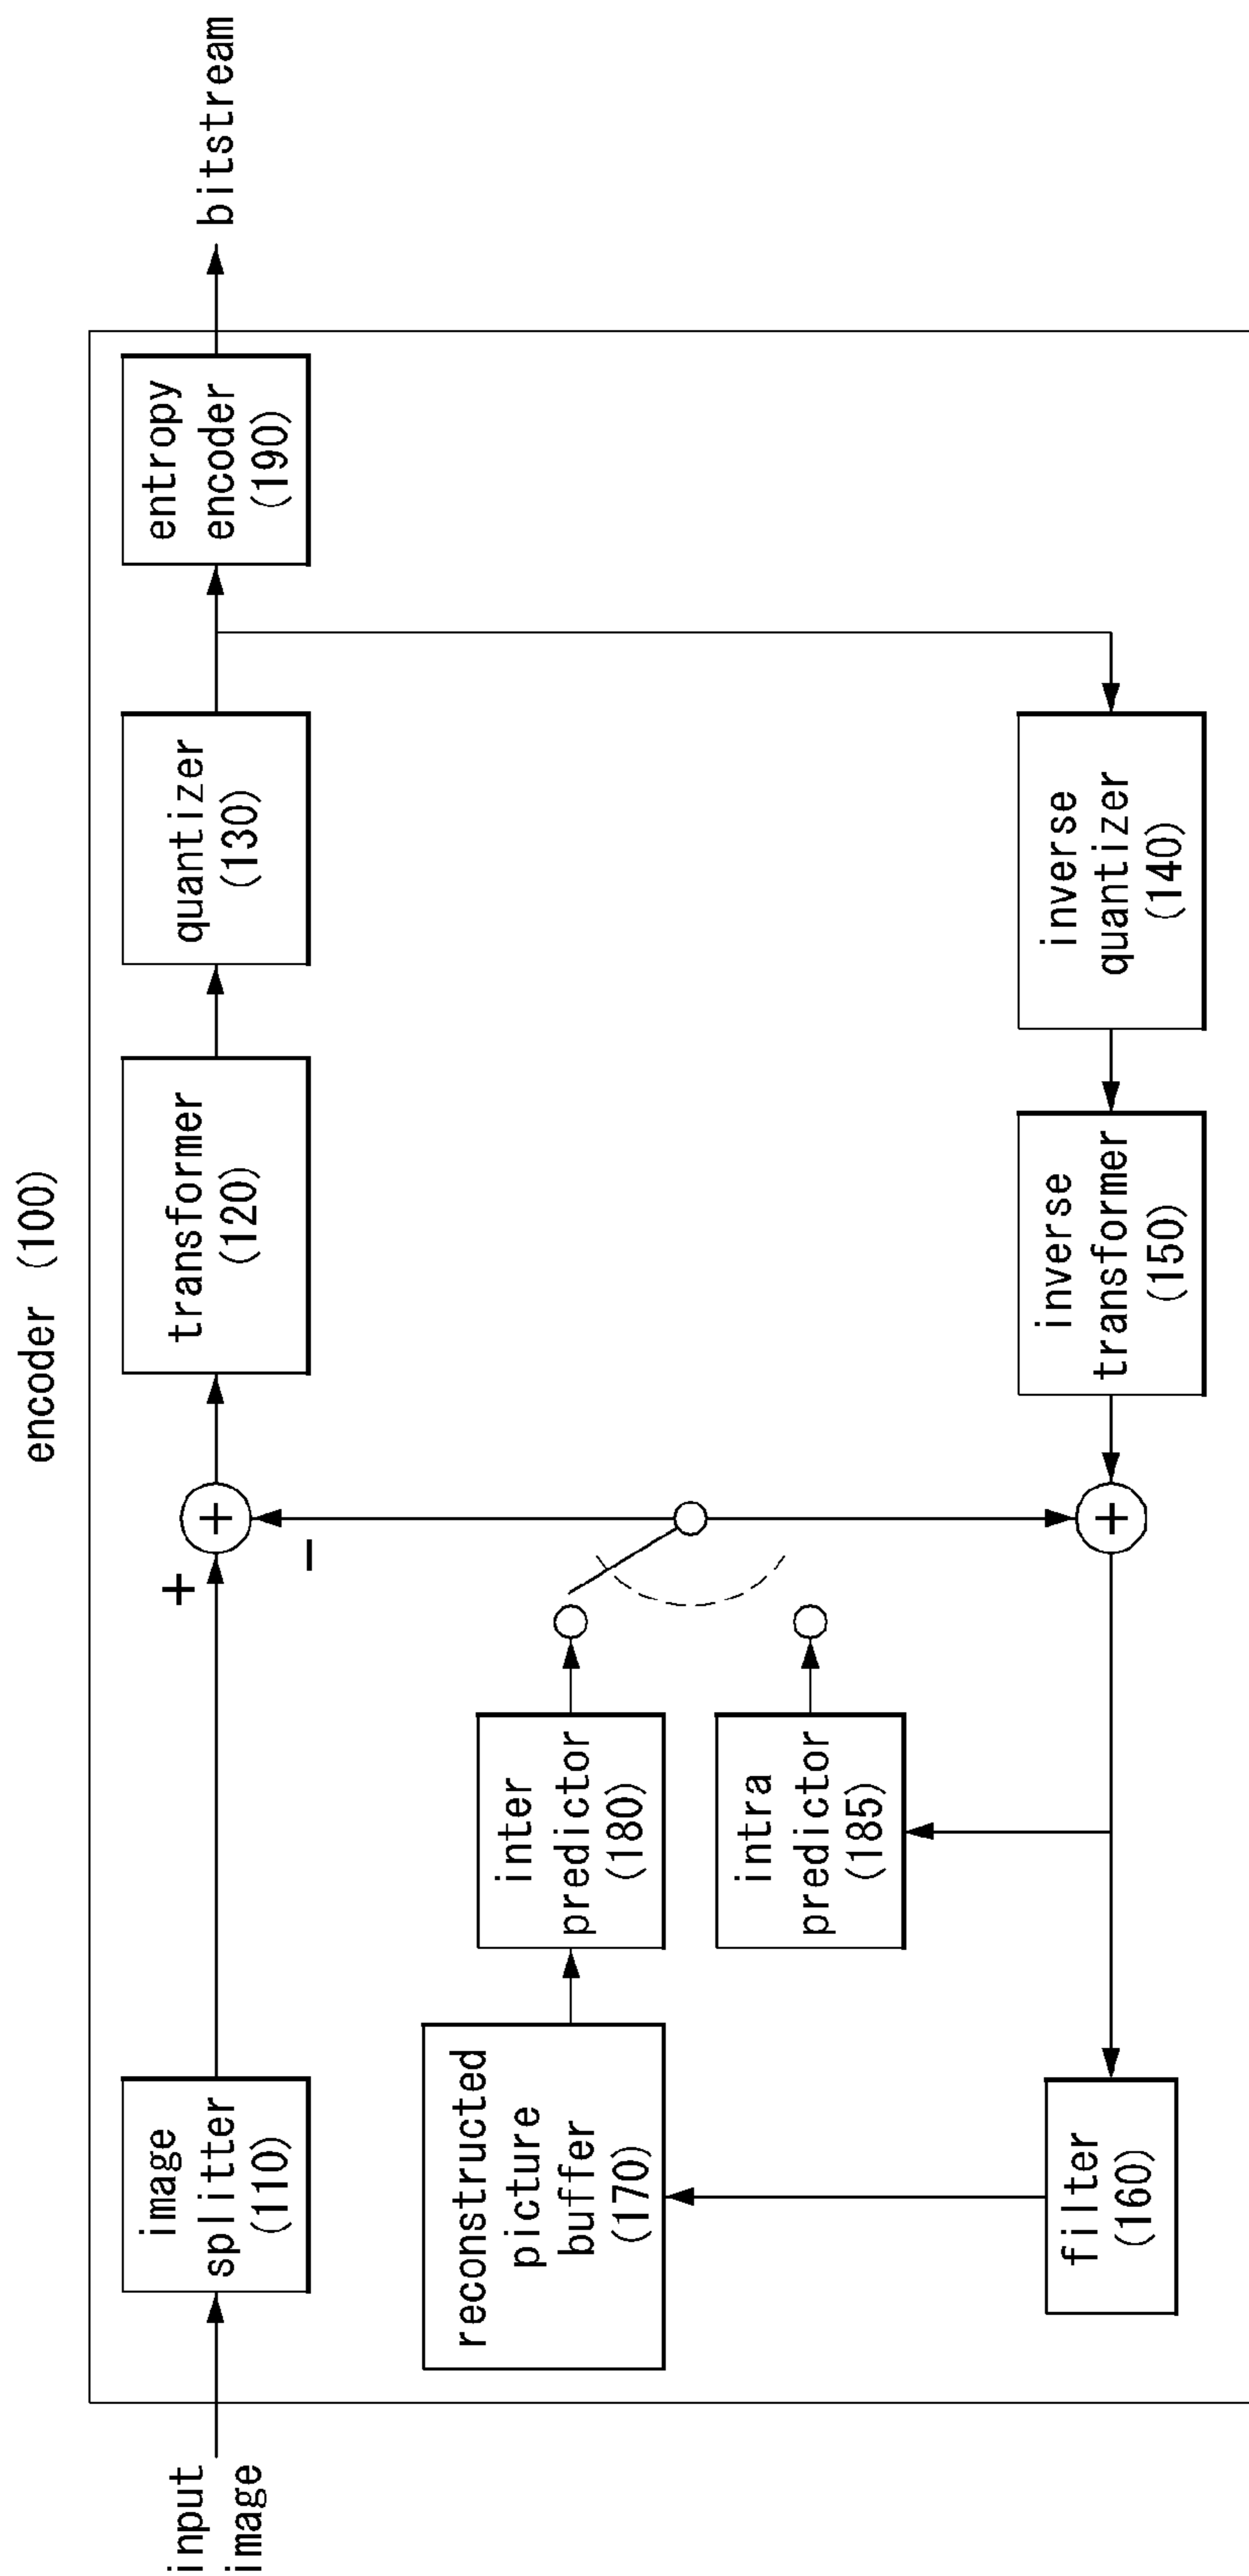 encoder (100)
input
image
image
splitter
(110)
+
-
+
transformer
(120)
quantizer
(130)
entropy
encoder
(190)
bitstream
reconstructed
picture
buffer
(170)
inter
predictor
(180)
intra
predictor
(185)
filter
(160)
+
inverse
transformer
(150)
inverse
quantizer
(140)